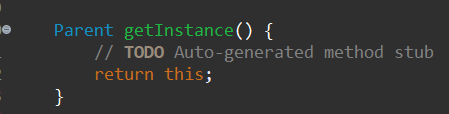 Parent getInstance() {
// TODO Auto-generated method stub
return this;
}